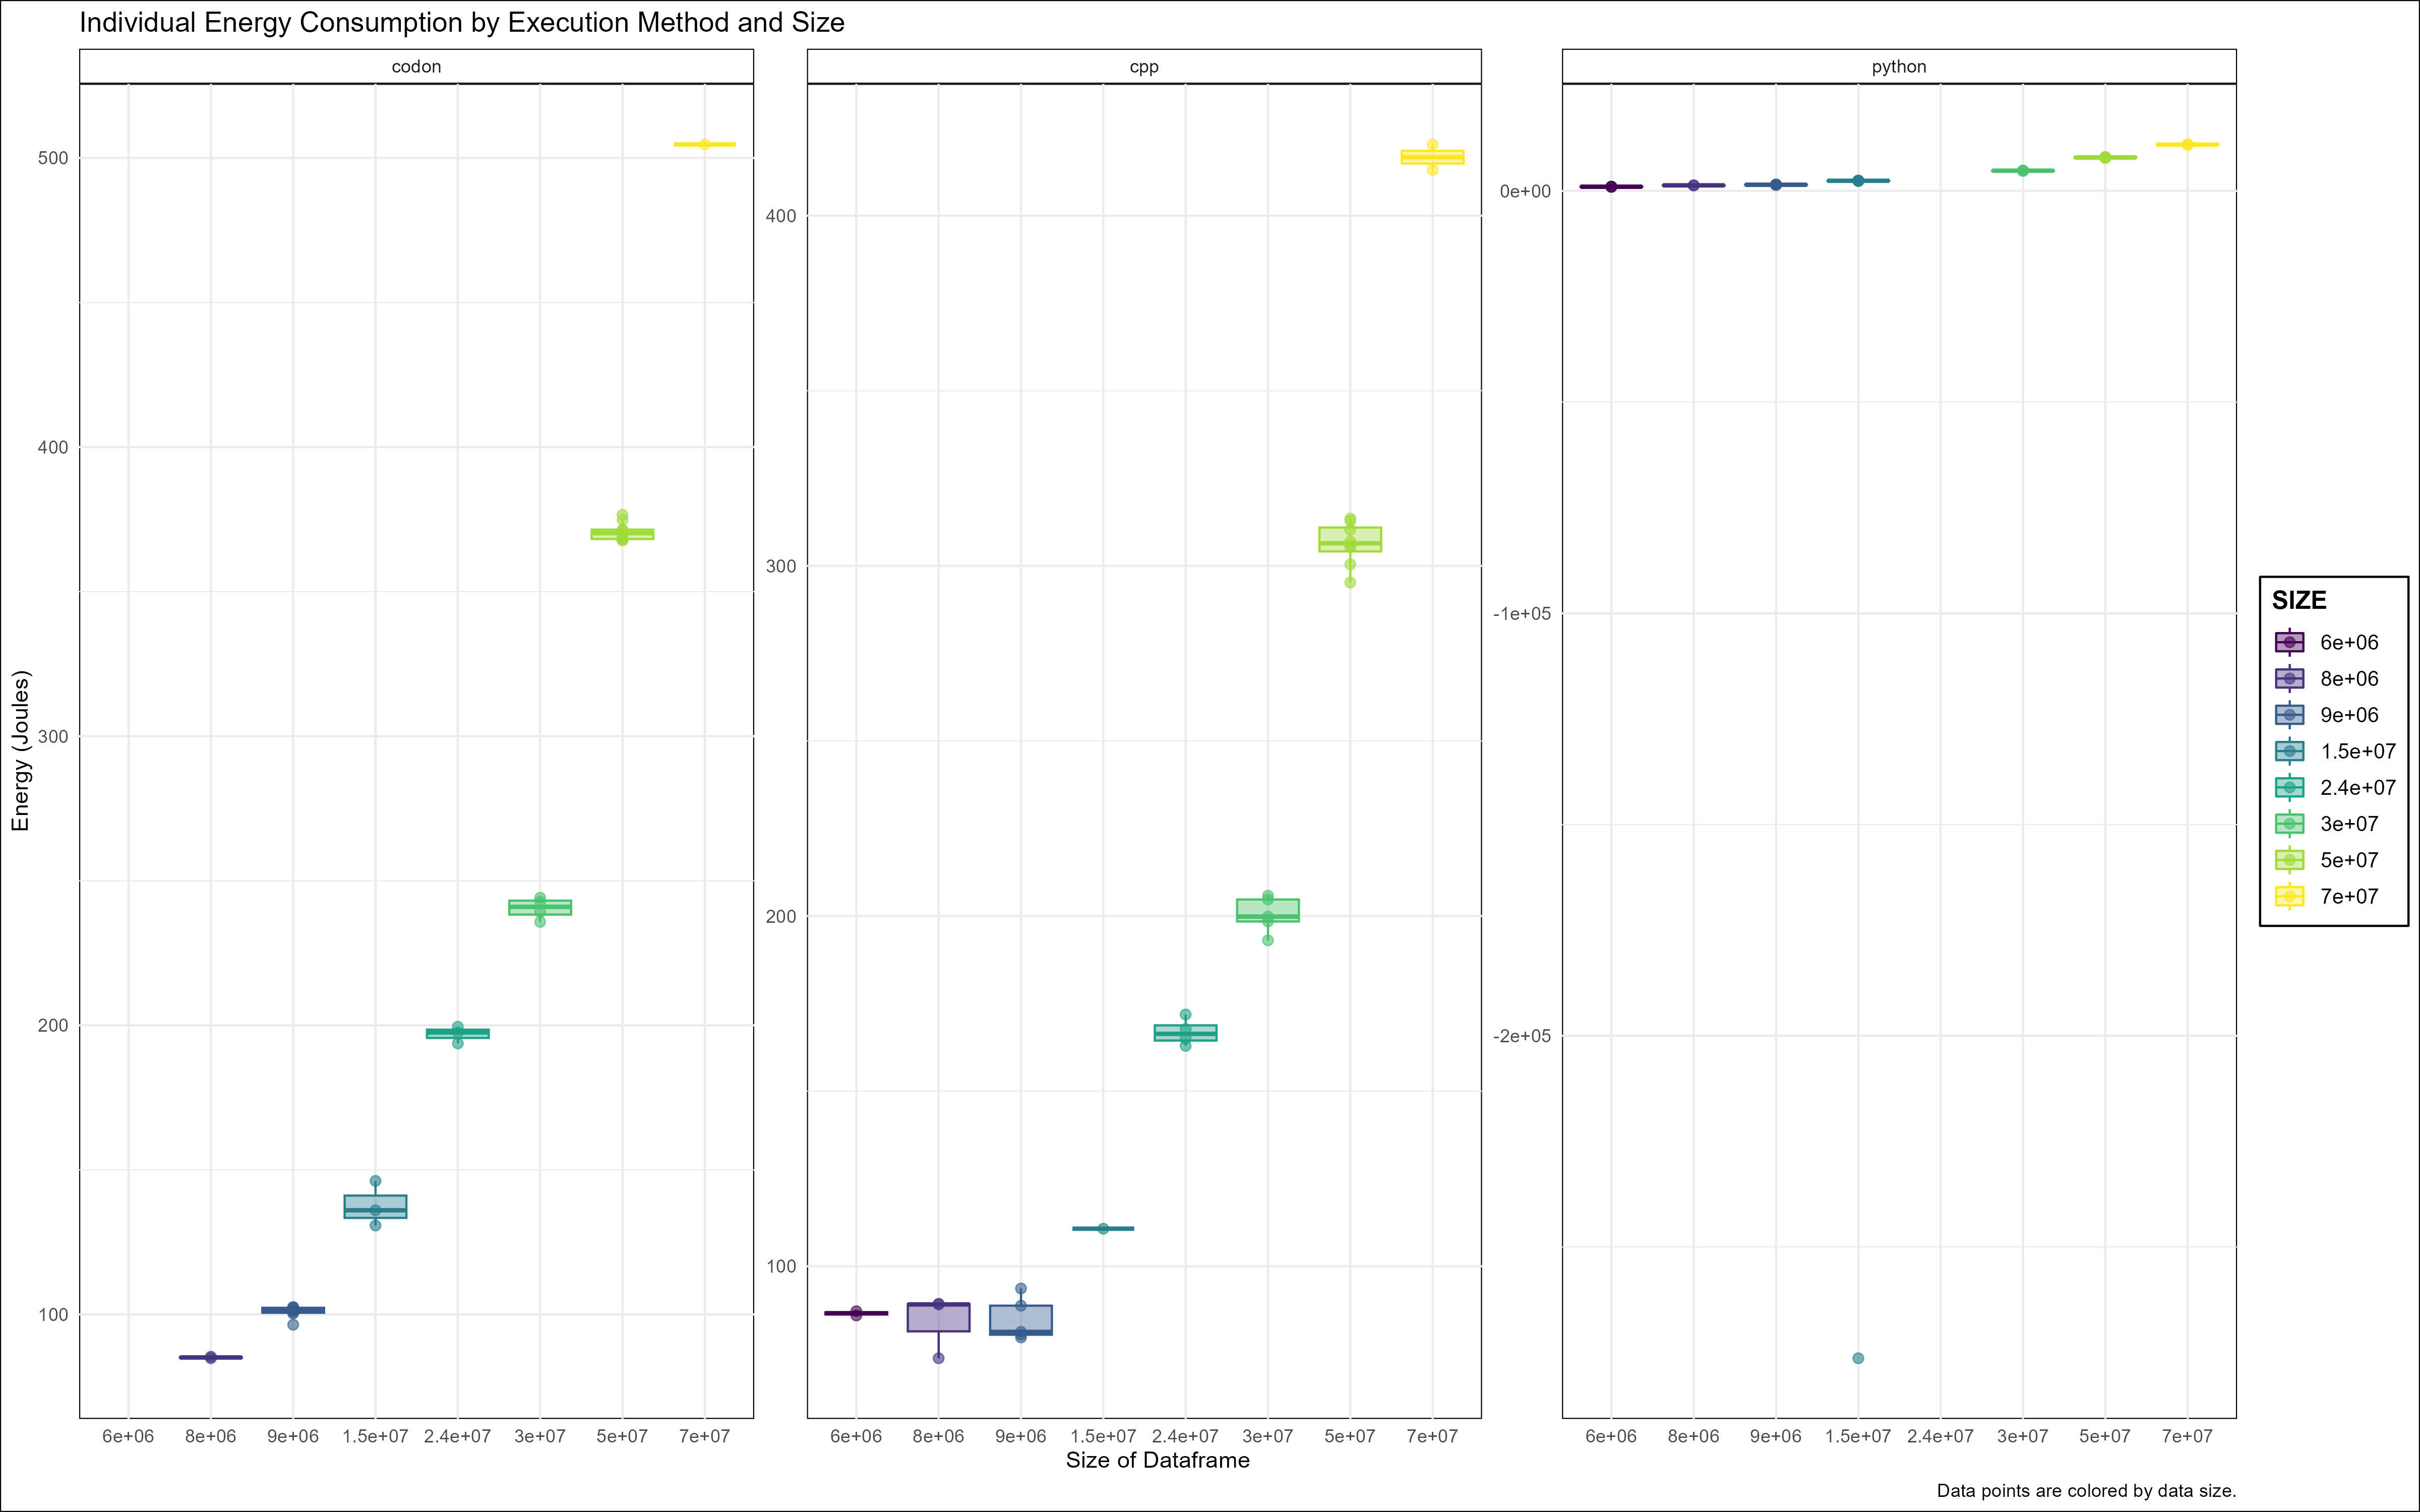 Individual Energy Consumption by Execution Method and Size
codon
cpp
python
Energy (Joules)
500
400
300
200
100
400
300
200
100
0e+00
-1e+05
-2e+05
6e+06 8e+06 9e+06 1.5e+07 2.4e+07 3e+07 5e+07 7e+07
6e+06 8e+06 9e+06 1.5e+07 2.4e+07 3e+07 5e+07 7e+07
6e+06 8e+06 9e+06 1.5e+07 2.4e+07 3e+07 5e+07 7e+07
Size of Dataframe
SIZE
6e+06
8e+06
9e+06
1.5e+07
2.4e+07
3e+07
5e+07
7e+07
Data points are colored by data size.